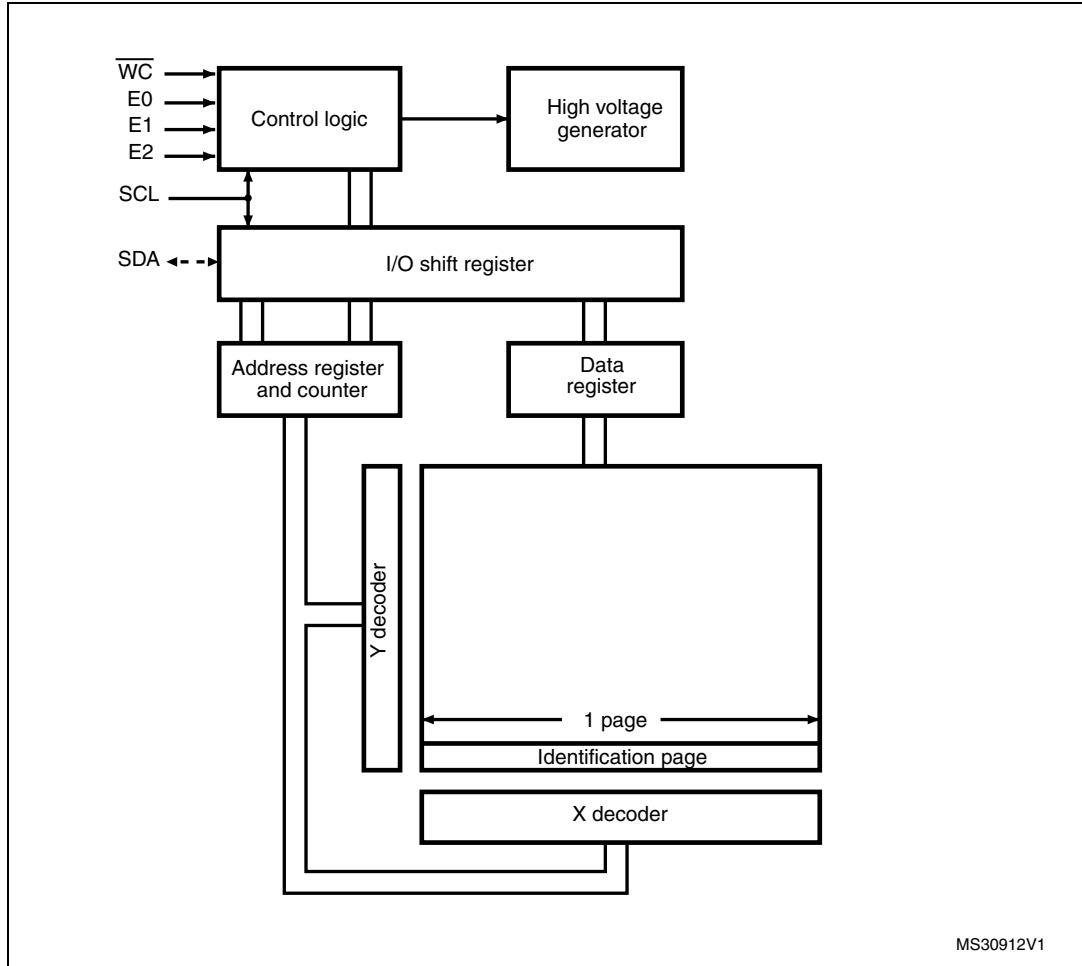 W̅C̅
E0
E1
E2
SCL
SDA
Control logic
High voltage
generator
I/O shift register
Address register
and counter
Data
register
Y decoder
1 page
Identification page
X decoder
MS30912V1